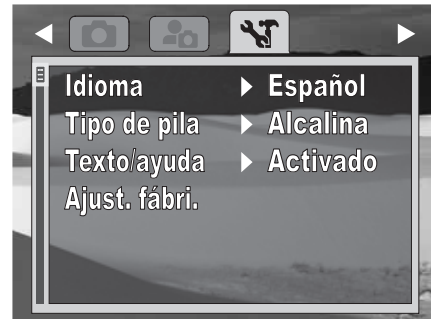 Idioma Español
Tipo de pila Alcalina
Texto/ayuda Activado
Ajust. fábri.